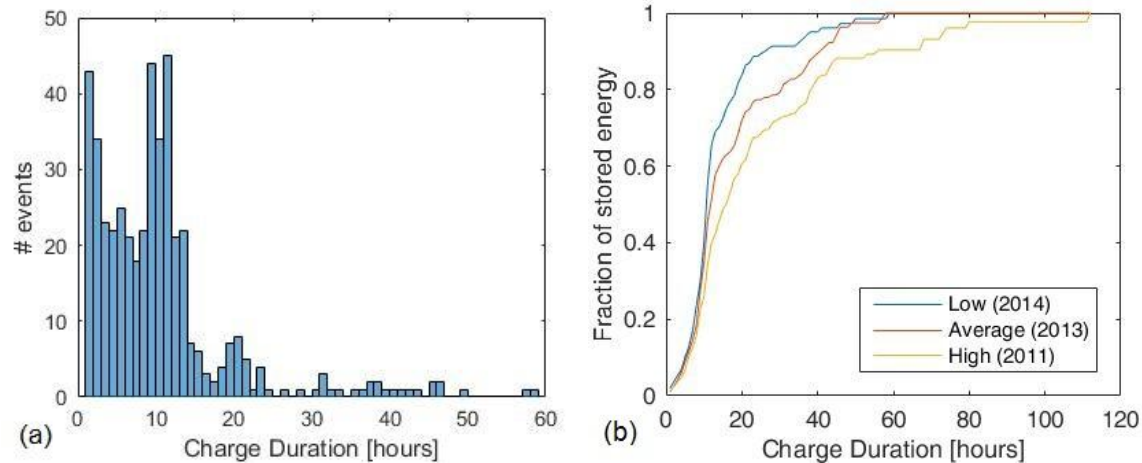 50
40
30
20
10
0
# events
0 10 20 30 40 50 59
(a)
Charge Duration [hours]
1
0.8
0.6
0.4
0.2
0
Fraction of stored energy
Low (2014)
Average (2013)
High (2011)
0 20 40 60 80 100 120
(b)
Charge Duration [hours]